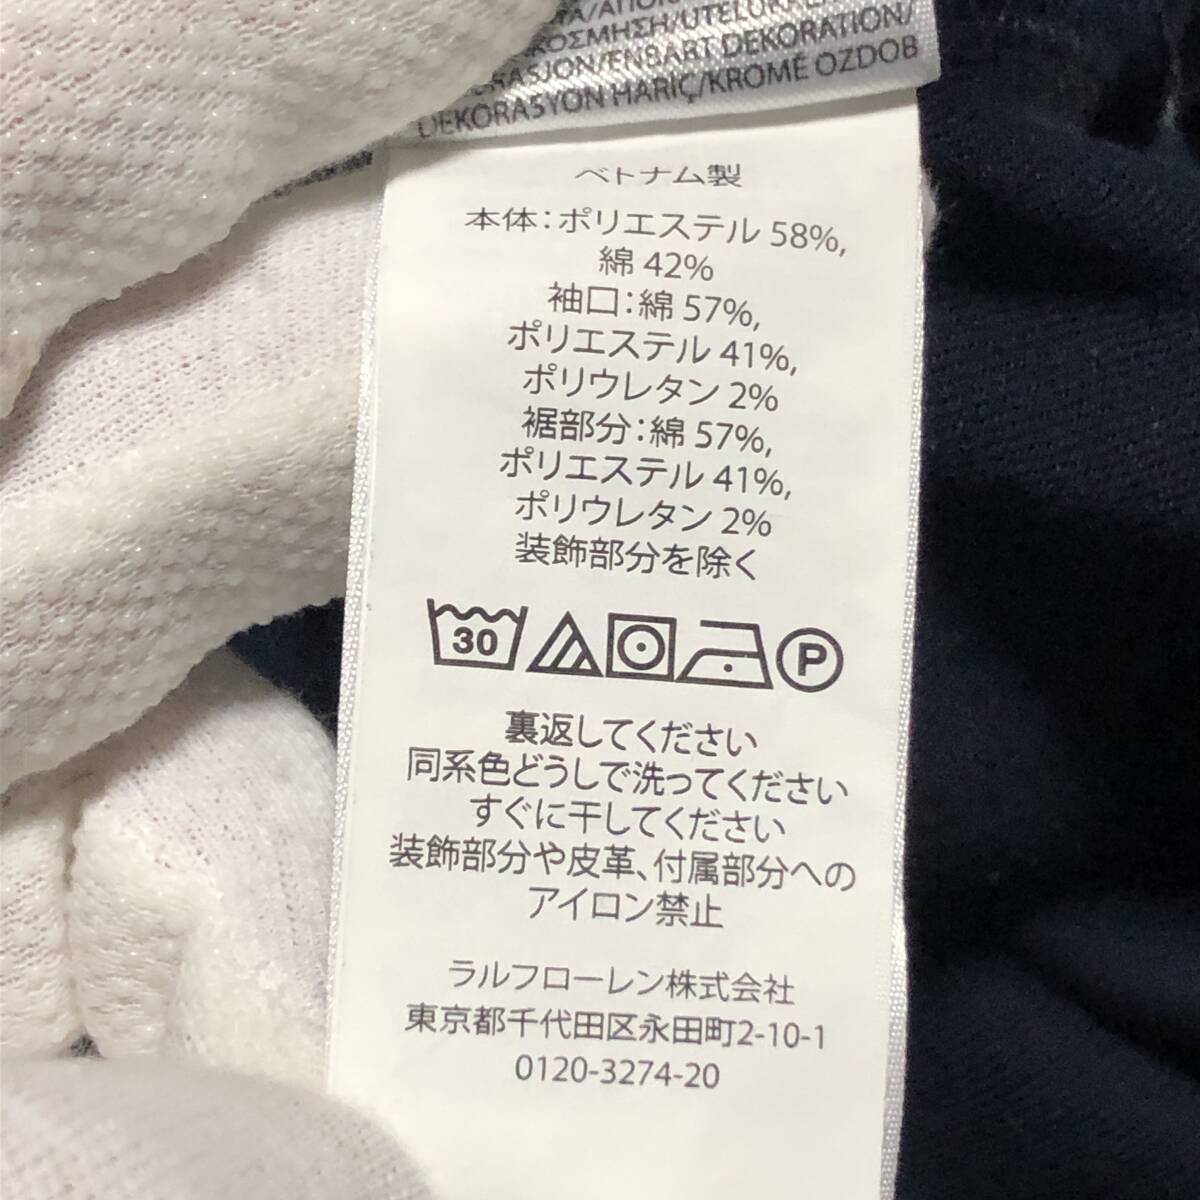 ΚΟΣΜΗΣΗ/UTELUKK
RASJON/ENBART DEKORATION/
DEKORASYON HARIÇ/KROMĚ OZDOB
ベトナム製
本体:ポリエステル 58%,
綿 42%
袖口:綿 57%,
ポリエステル 41%,
ポリウレタン 2%
裾部分:綿 57%,
ポリエステル 41%,
ポリウレタン 2%
装飾部分を除く
30 P
裏返してください
同系色どうしで洗ってください
すぐに干してください
装飾部分や皮革、付属部分への
アイロン禁止
ラルフローレン株式会社
東京都千代田区永田町2-10-1
0120-3274-20